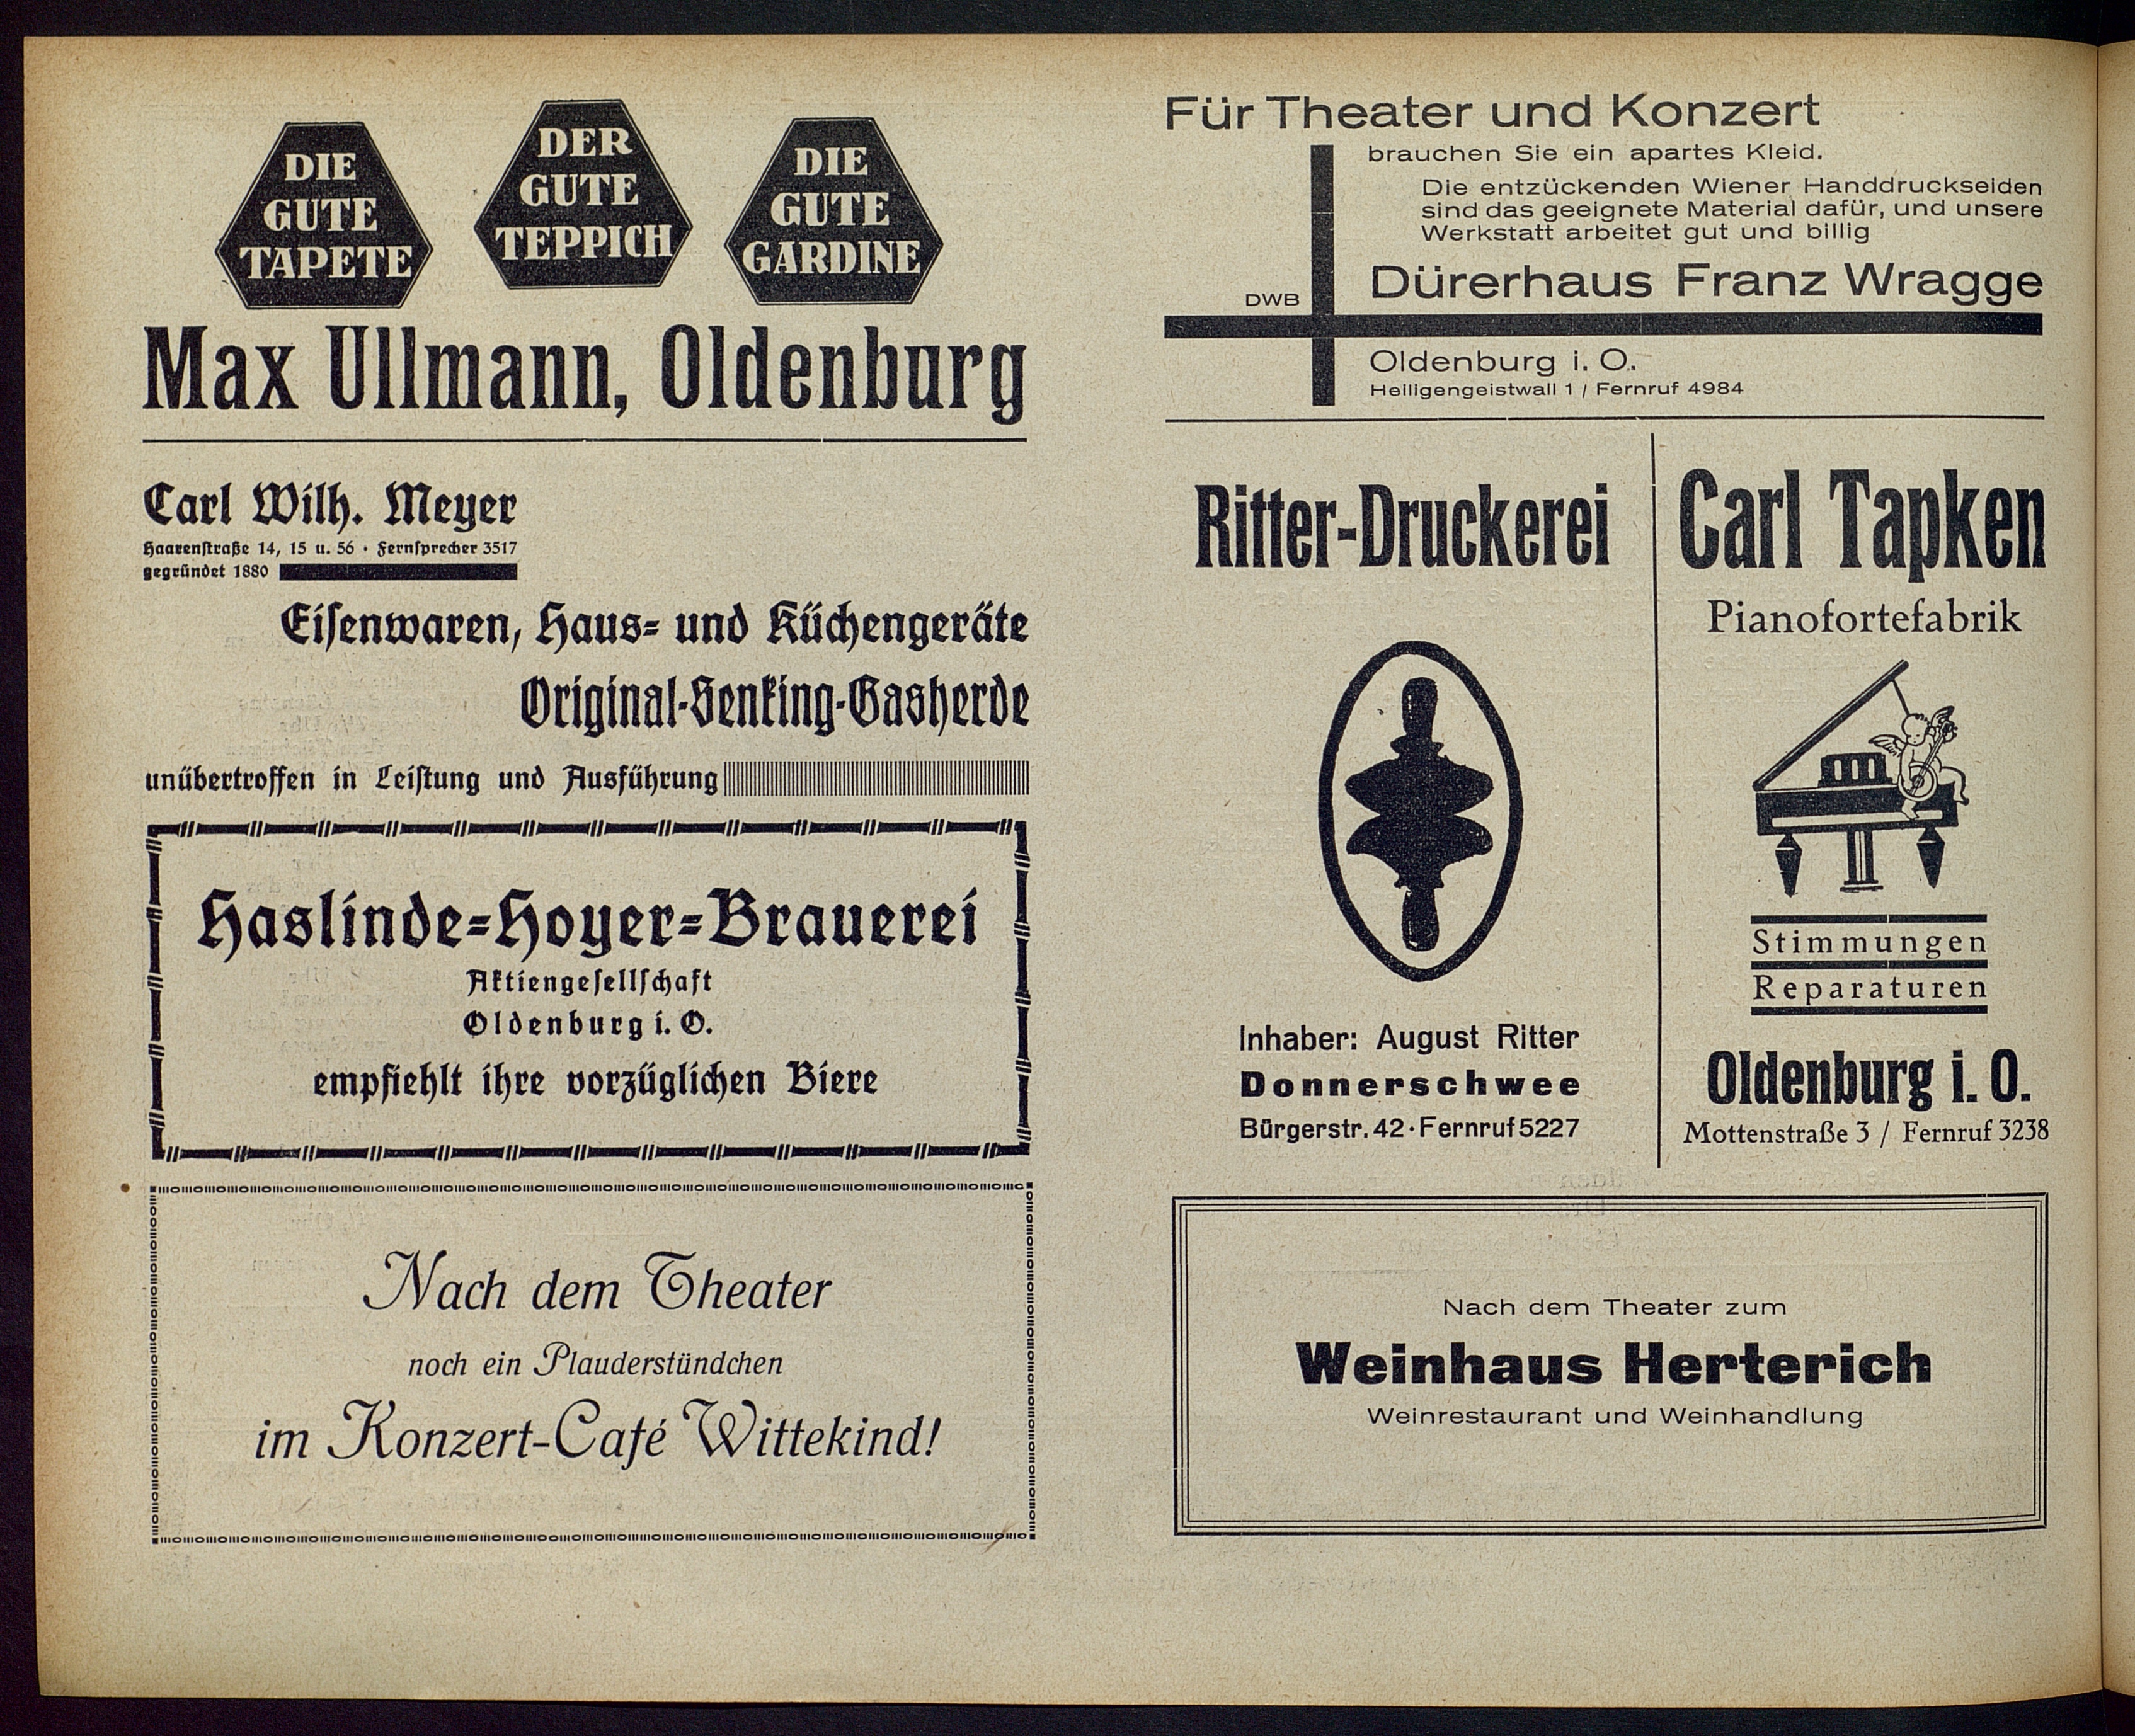 DIE
GUTE
TAPETE
DER
GUTE
TEPPICH
DIE
GUTE
GARDINE
Max Ullmann, Oldenburg
Carl Wilh. Meyer
Haarenſtraße 14, 15 u. 56 · Fernſprecher 3517
gegründet 1880
Eiſenwaren, Haus- und Küchengeräte
Original-Senking-Gasherde
unübertroffen in Leiſtung und Ausführung
Haslinde-Hoyer-Brauerei
Aktiengeſellſchaft
Oldenburg i. O.
empfiehlt ihre vorzüglichen Biere
Nach dem Theater
noch ein Plauderstündchen
im Konzert-Café Wittekind!
Für Theater und Konzert
brauchen Sie ein apartes Kleid.
Die entzückenden Wiener Handdruckseiden
sind das geeignete Material dafür, und unsere
Werkstatt arbeitet gut und billig
DWB
Dürerhaus Franz Wragge
Oldenburg i. O.
Heiligengeistwall 1 / Fernruf 4984
Ritter-Druckerei
Inhaber: August Ritter
Donnerschwee
Bürgerstr. 42 · Fernruf 5227
Carl Tapken
Pianofortefabrik
Stimmungen
Reparaturen
Oldenburg i. O.
Mottenstraße 3 / Fernruf 3238
Nach dem Theater zum
Weinhaus Herterich
Weinrestaurant und Weinhandlung